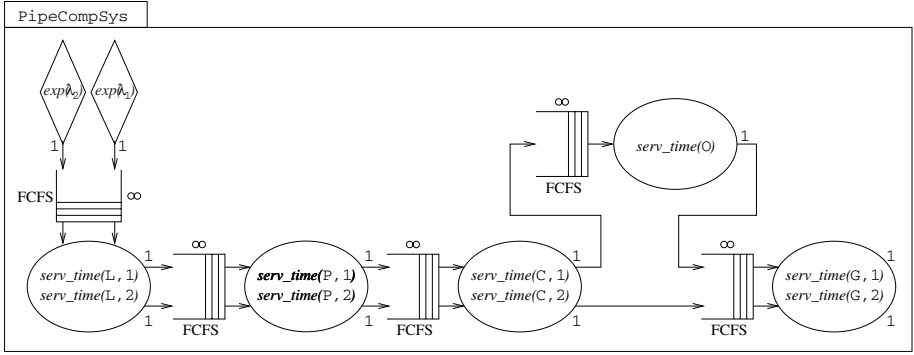 PipeCompSys
exp(λ2) exp(λ1)
1 1
FCFS ∞
∞
FCFS
serv_time(O) 1
serv_time(L, 1)
serv_time(L, 2)
1
1
∞
FCFS
serv_time(P, 1)
serv_time(P, 2)
1
1
∞
FCFS
serv_time(C, 1)
serv_time(C, 2)
1
1
∞
FCFS
serv_time(G, 1)
serv_time(G, 2)
1
1